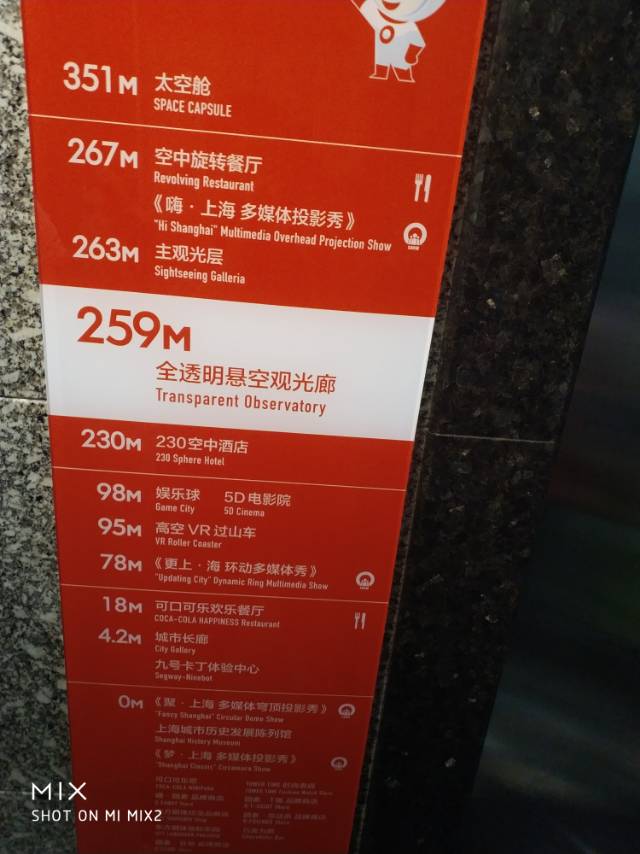 351M 太空舱
SPACE CAPSULE
267M 空中旋转餐厅
Revolving Restaurant
《嗨·上海 多媒体投影秀》
"Hi Shanghai" Multimedia Overhead Projection Show
263M 主观光层
Sightseeing Galleria
259M
全透明悬空观光廊
Transparent Observatory
230M 230空中酒店
230 Sphere Hotel
98M 娱乐球 5D电影院
Game City 5D Cinema
95M 高空VR过山车
VR Roller Coaster
78M 《更上·海 环动多媒体秀》
"Updating City" Dynamic Ring Multimedia Show
18M 可口可乐欢乐餐厅
COCA-COLA HAPPINESS Restaurant
4.2M 城市长廊
City Gallery
九号卡丁体验中心
Segway-Ninebot
0M 《聚·上海 多媒体穹顶投影秀》
"Fancy Shanghai" Circular Dome Show
上海城市历史发展陈列馆
Shanghai History Museum
《梦·上海 多媒体投影秀》
"Shanghai Classic" Circarama Show
MIX
SHOT ON MI MIX2